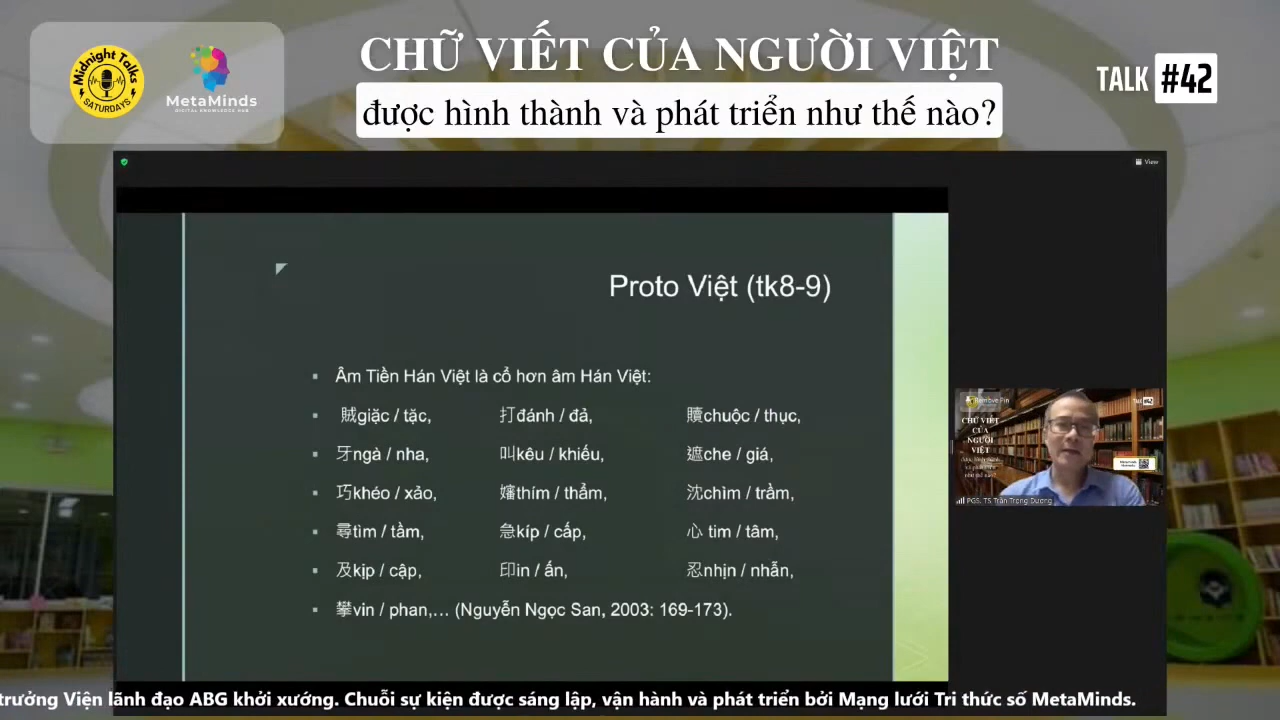 Midnight Talks
SATURDAYS
MetaMinds
DIGITAL KNOWLEDGE HUB
CHỮ VIẾT CỦA NGƯỜI VIỆT
được hình thành và phát triển như thế nào?
TALK #42
View
Proto Việt (tk8-9)
Âm Tiền Hán Việt là cổ hơn âm Hán Việt:
賊giặc / tặc, 打đánh / đả, 贖chuộc / thục,
牙ngà / nha, 叫kêu / khiếu, 遮che / giá,
巧khéo / xảo, 嬸thím / thẩm, 沈chìm / trầm,
尋tìm / tầm, 急kíp / cấp, 心 tim / tâm,
及kịp / cập, 印in / ấn, 忍nhịn / nhẫn,
攀vin / phan,... (Nguyễn Ngọc San, 2003: 169-173).
Remove Pin
CHỮ VIẾT
CỦA
NGƯỜI
VIỆT
PGS. TS Trần Trọng Dương
trưởng Viện lãnh đạo ABG khởi xướng. Chuỗi sự kiện được sáng lập, vận hành và phát triển bởi Mạng lưới Tri thức số MetaMinds.